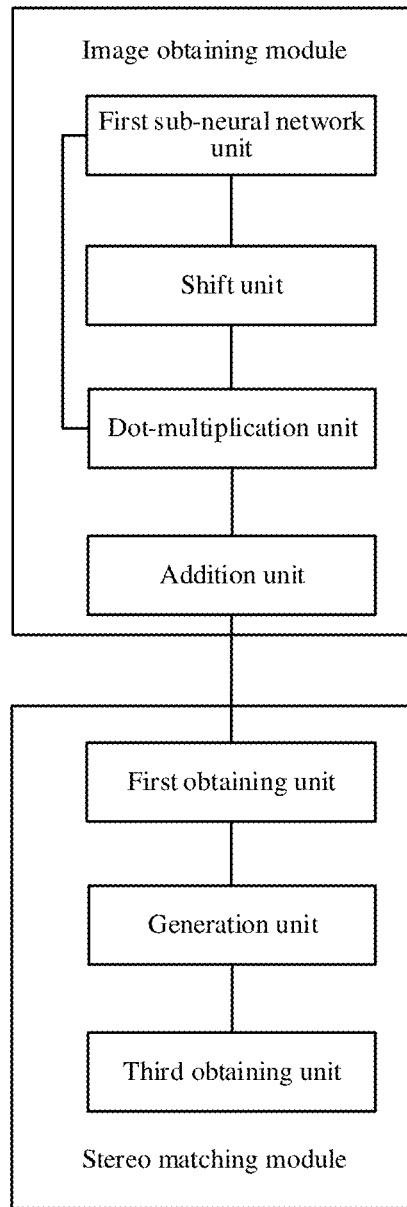 Image obtaining module
First sub-neural network
unit
Shift unit
Dot-multiplication unit
Addition unit
First obtaining unit
Generation unit
Third obtaining unit
Stereo matching module